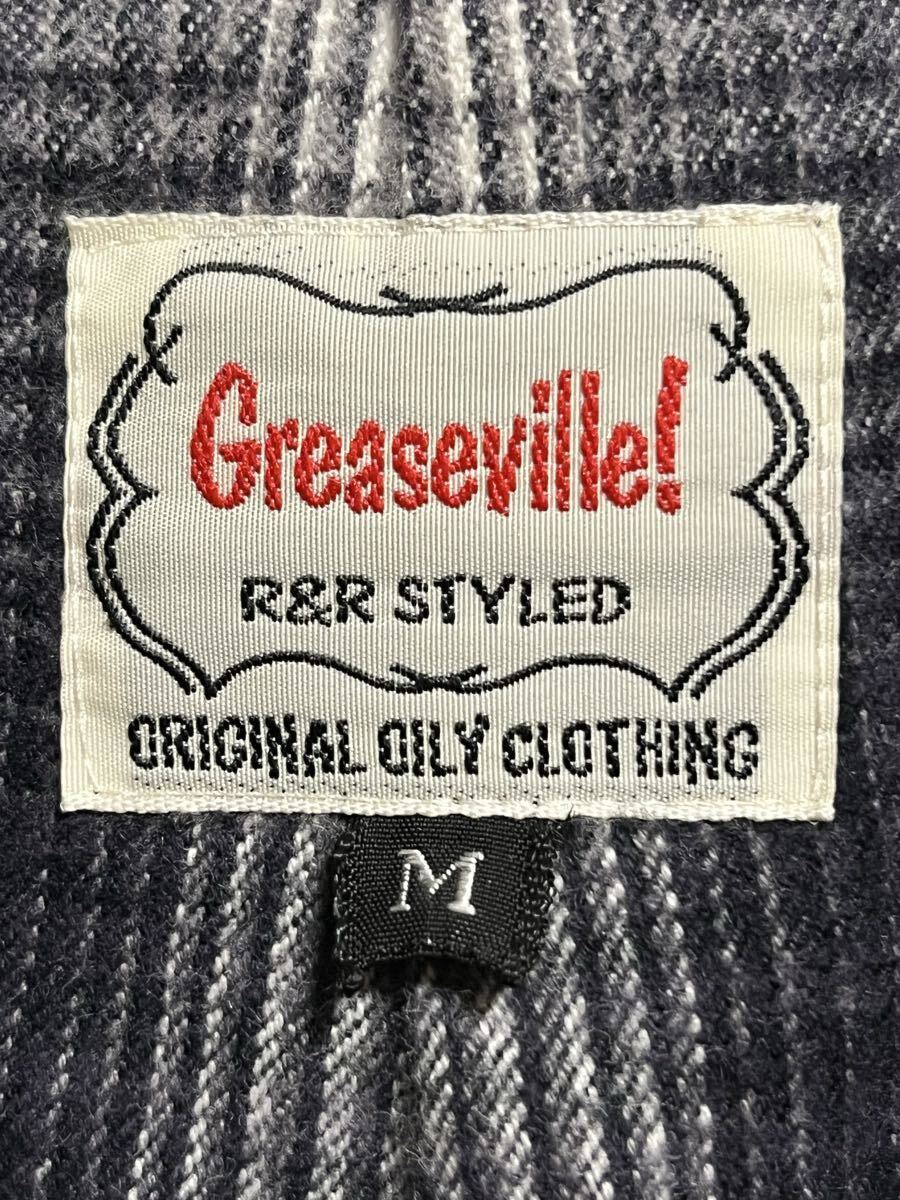 Greaseville!
R&R STYLED
ORIGINAL OILY CLOTHING
M